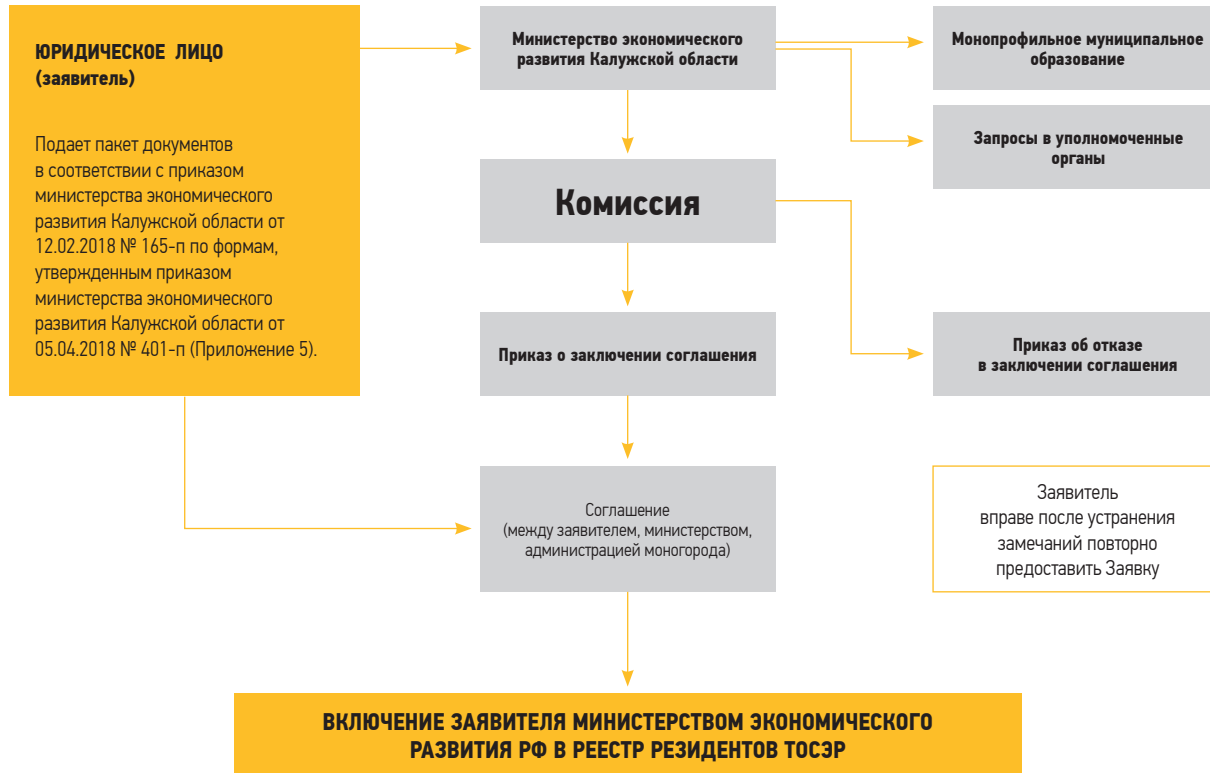 ЮРИДИЧЕСКОЕ ЛИЦО
(заявитель)
Подает пакет документов
в соответствии с приказом
министерства экономического
развития Калужской области от
12.02.2018 № 165-п по формам,
утвержденным приказом
министерства экономического
развития Калужской области от
05.04.2018 № 401-п (Приложение 5).
Министерство экономического
развития Калужской области
Монопрофильное муниципальное
образование
Запросы в уполномоченные
органы
Комиссия
Приказ о заключении соглашения
Приказ об отказе
в заключении соглашения
Соглашение
(между заявителем, министерством,
администрацией моногорода)
Заявитель
вправе после устранения
замечаний повторно
предоставить Заявку
ВКЛЮЧЕНИЕ ЗАЯВИТЕЛЯ МИНИСТЕРСТВОМ ЭКОНОМИЧЕСКОГО
РАЗВИТИЯ РФ В РЕЕСТР РЕЗИДЕНТОВ ТОСЭР